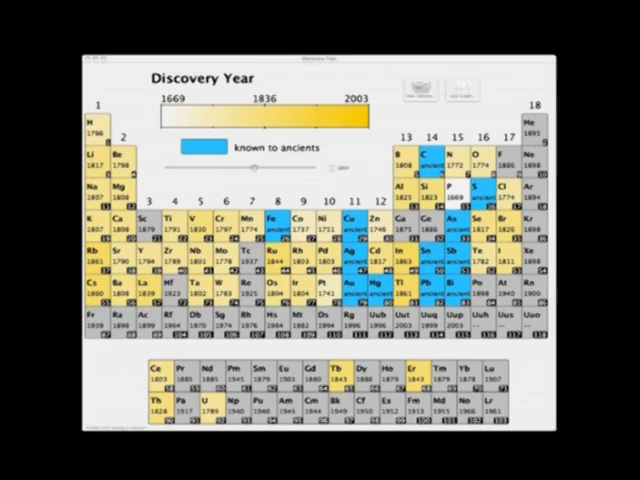 Discovery Year
1669 1836 2003
known to ancients
1 18
2 13 14 15 16 17
3 4 5 6 7 8 9 10 11 12
H He
1766 1895
Li Be B C N O F Ne
1817 1798 1808 ancient 1772 1774 1886 1898
Na Mg Al Si P S Cl Ar
1807 1808 1825 1823 1669 ancient 1774 1894
K Ca Sc Ti V Cr Mn Fe Co Ni Cu Zn Ga Ge As Se Br Kr
1807 1808 1879 1791 1830 1797 1774 ancient 1737 1751 ancient 1746 1875 1886 ancient 1817 1826 1898
Rb Sr Y Zr Nb Mo Tc Ru Rh Pd Ag Cd In Sn Sb Te I Xe
1861 1790 1794 1789 1801 1778 1937 1844 1803 1803 ancient 1817 1863 ancient ancient 1782 1811 1898
Cs Ba La Hf Ta W Re Os Ir Pt Au Hg Tl Pb Bi Po At Rn
1860 1808 1839 1923 1802 1783 1925 1804 1804 1741 ancient ancient 1861 ancient ancient 1898 1940 1900
Fr Ra Ac Rf Db Sg Bh Hs Mt Ds Rg Uub Uut Uuq Uup Uuh Uus Uuo
1939 1898 1899 1964 1970 1974 1976 1984 1982 1994 1994 1996 2003 1999 2003 ... ... ...
Ce Pr Nd Pm Sm Eu Gd Tb Dy Ho Er Tm Yb Lu
1803 1885 1885 1945 1879 1901 1880 1843 1886 1879 1843 1879 1878 1907
Th Pa U Np Pu Am Cm Bk Cf Es Fm Md No Lr
1828 1917 1789 1940 1940 1945 1944 1949 1950 1952 1953 1955 1966 1961